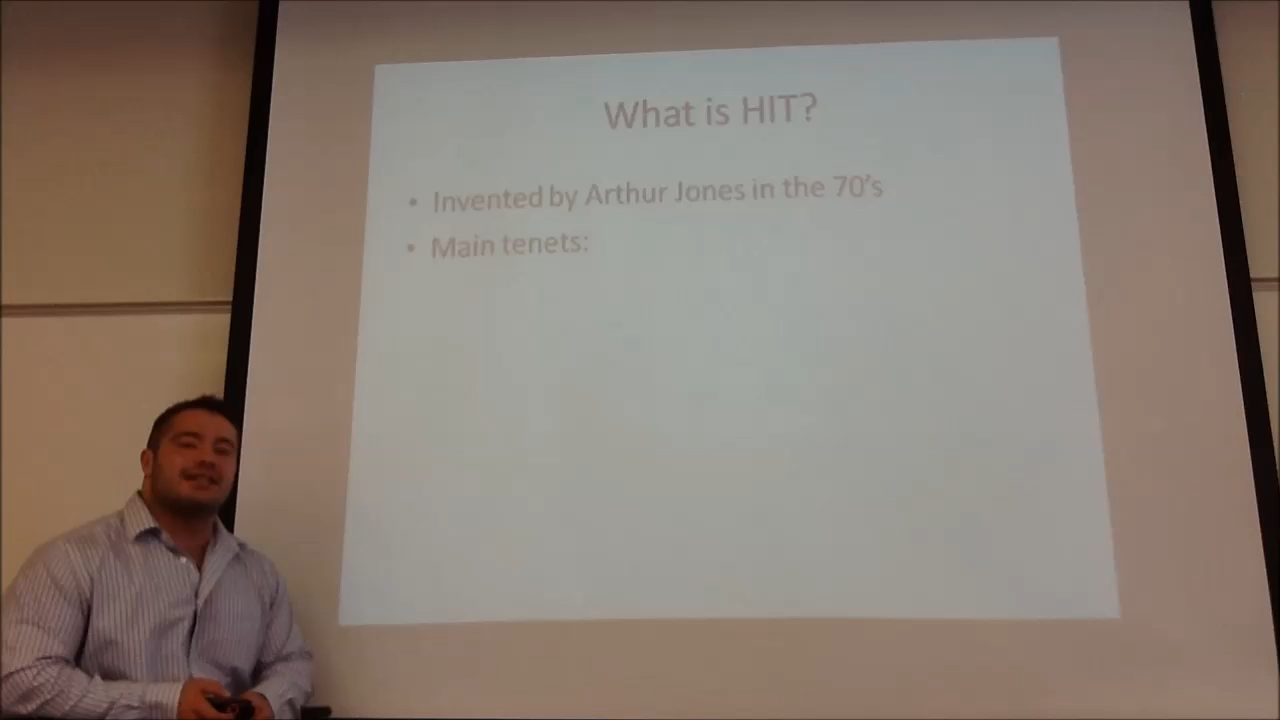 What is HIT?
• Invented by Arthur Jones in the 70's
• Main tenets: